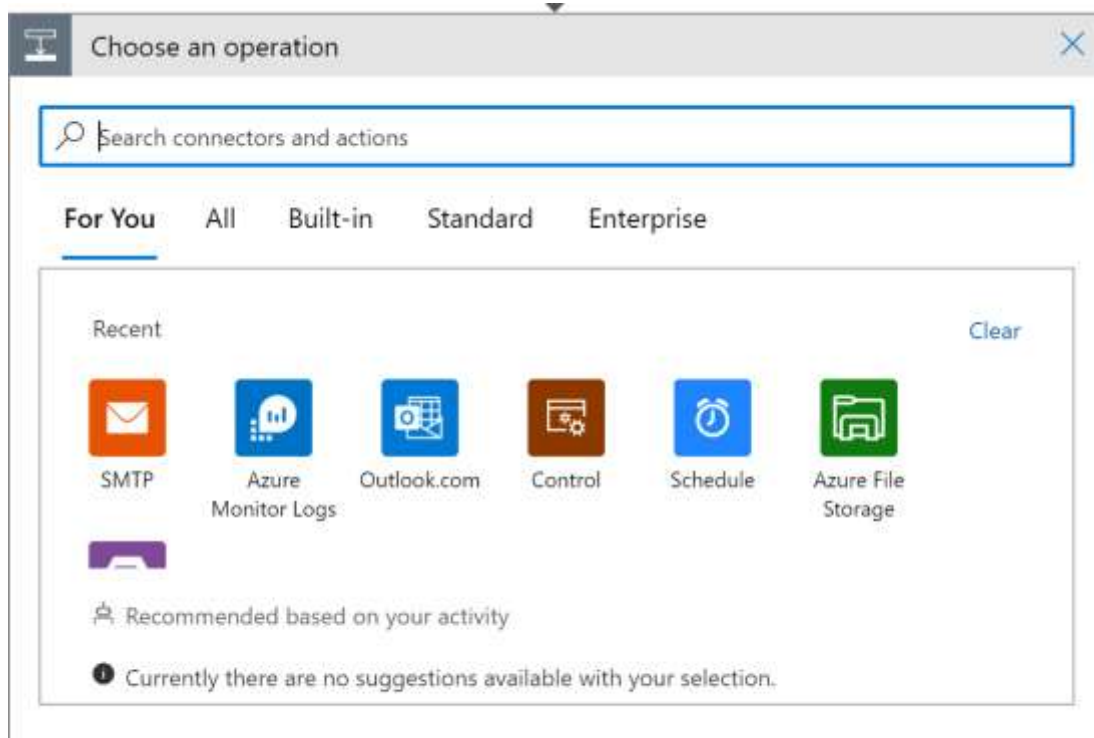 Choose an operation
Search connectors and actions
For You All Built-in Standard Enterprise
Recent Clear
SMTP Azure Monitor Logs Outlook.com Control Schedule Azure File Storage
Recommended based on your activity
Currently there are no suggestions available with your selection.